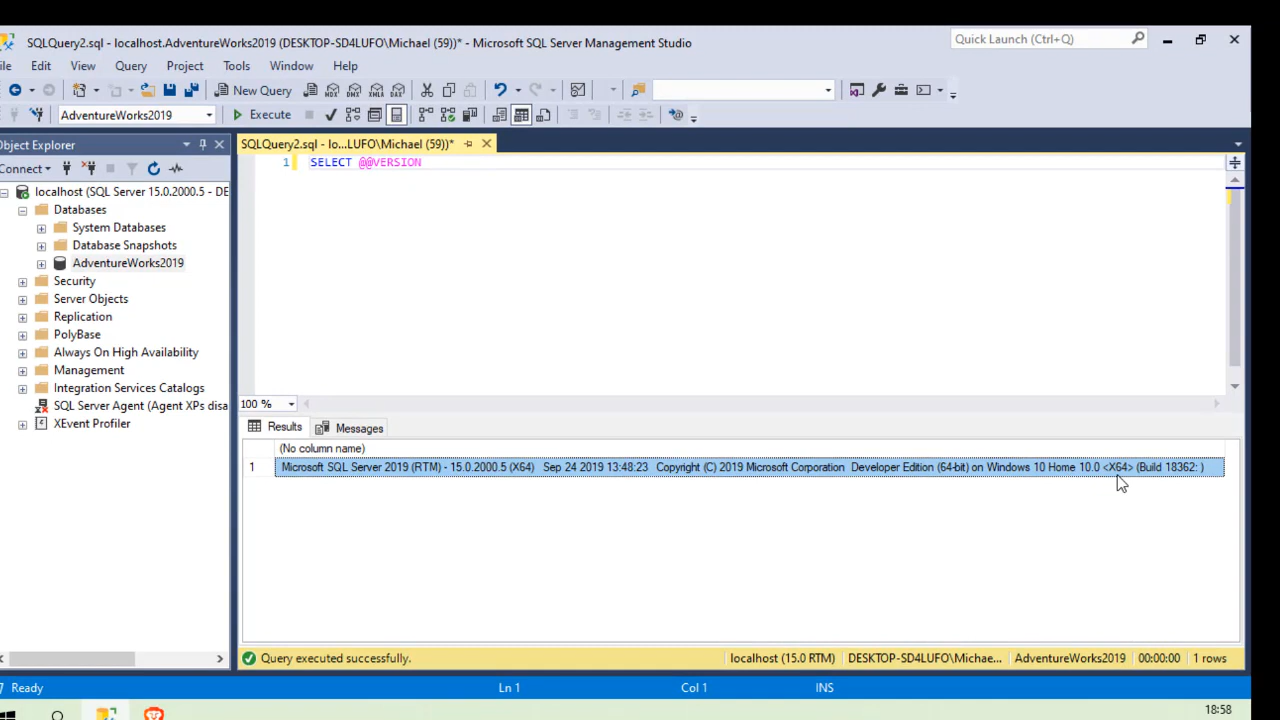 SQLQuery2.sql - localhost.AdventureWorks2019 (DESKTOP-SD4LUFO\Michael (59))* - Microsoft SQL Server Management Studio
Quick Launch (Ctrl+Q)
ile Edit View Query Project Tools Window Help
New Query MDX DMX XMLA DAX
AdventureWorks2019 Execute
Object Explorer
SQLQuery2.sql - lo...LUFO\Michael (59))*
Connect
1 SELECT @@VERSION
localhost (SQL Server 15.0.2000.5 - DE
Databases
System Databases
Database Snapshots
AdventureWorks2019
Security
Server Objects
Replication
PolyBase
Always On High Availability
Management
Integration Services Catalogs
SQL Server Agent (Agent XPs disa
XEvent Profiler
100 %
Results Messages
(No column name)
1 Microsoft SQL Server 2019 (RTM) - 15.0.2000.5 (X64) Sep 24 2019 13:48:23 Copyright (C) 2019 Microsoft Corporation Developer Edition (64-bit) on Windows 10 Home 10.0 <X64> (Build 18362: )
Query executed successfully. localhost (15.0 RTM) DESKTOP-SD4LUFO\Michae... AdventureWorks2019 00:00:00 1 rows
Ready Ln 1 Col 1 INS
18:58